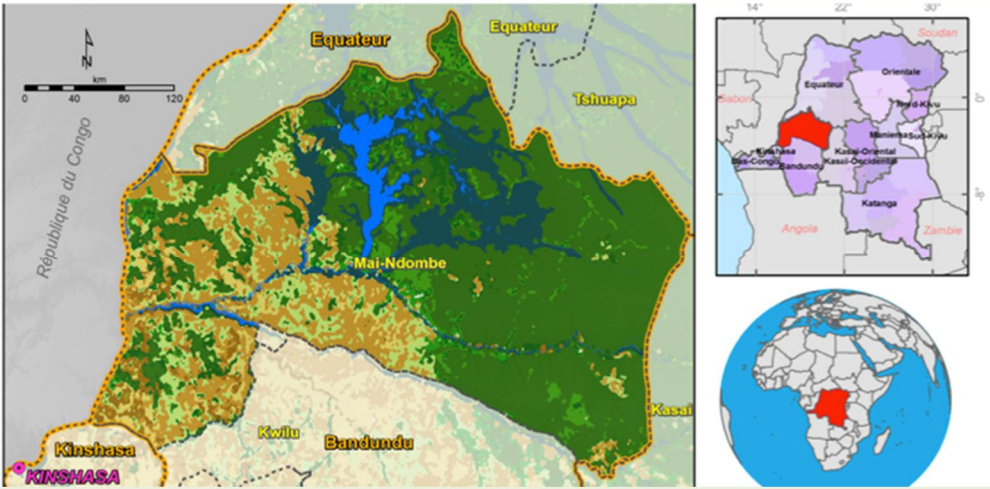 Equateur
Equateur
N
km
0 40 80 120
Tshuapa
République du Congo
Mai-Ndombe
Kasai
Kwilu
Bandundu
Kinshasa
KINSHASA
14° 22° 30°
Soudan
Equateur
Orientale
Gabon
Nord-Kivu
0°
Maniema
Sud-Kivu
Kinshasa
Kasai-Oriental
Bas-Congo
Bandundu
Kasai-Occidental
-8°
Katanga
Angola
Zambie